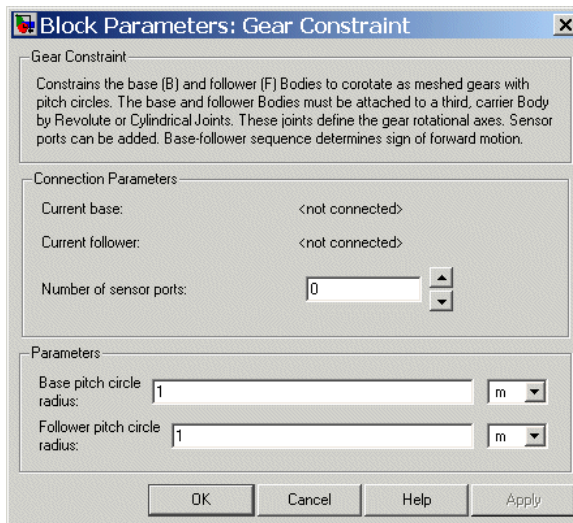 Block Parameters: Gear Constraint
Gear Constraint
Constrains the base (B) and follower (F) Bodies to corotate as meshed gears with
pitch circles. The base and follower Bodies must be attached to a third, carrier Body
by Revolute or Cylindrical Joints. These joints define the gear rotational axes. Sensor
ports can be added. Base-follower sequence determines sign of forward motion.
Connection Parameters
Current base: <not connected>
Current follower: <not connected>
Number of sensor ports: 0
Parameters
Base pitch circle
radius: 1 m
Follower pitch circle
radius: 1 m
OK Cancel Help Apply